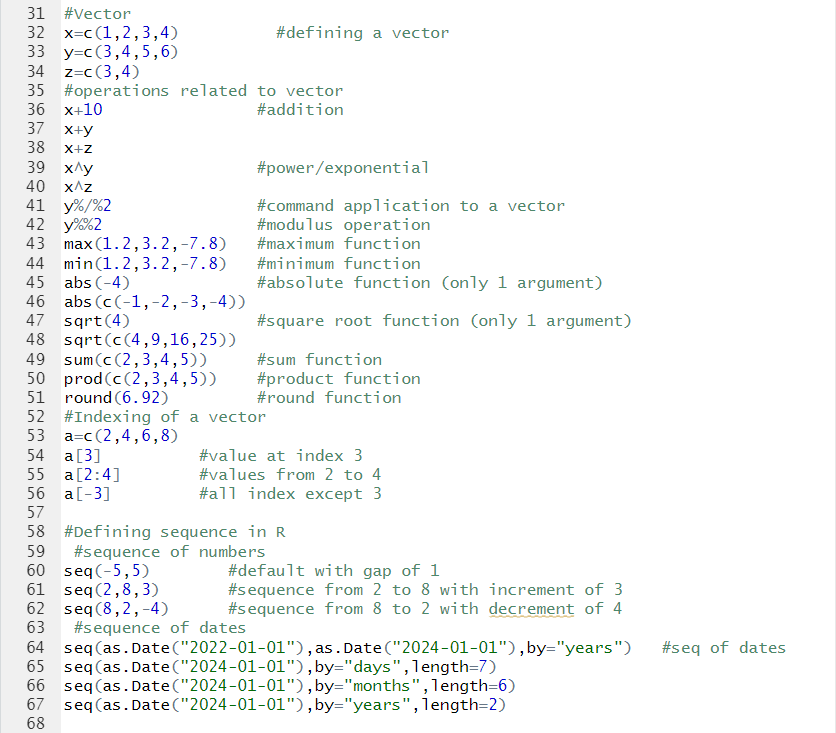 31 #Vector
32 x=c(1,2,3,4) #defining a vector
33 y=c(3,4,5,6)
34 z=c(3,4)
35 #operations related to vector
36 x+10 #addition
37 x+y
38 x+z
39 x^y #power/exponential
40 x^z
41 y%/%2 #command application to a vector
42 y%%2 #modulus operation
43 max(1.2,3.2,-7.8) #maximum function
44 min(1.2,3.2,-7.8) #minimum function
45 abs(-4) #absolute function (only 1 argument)
46 abs(c(-1,-2,-3,-4))
47 sqrt(4) #square root function (only 1 argument)
48 sqrt(c(4,9,16,25))
49 sum(c(2,3,4,5)) #sum function
50 prod(c(2,3,4,5)) #product function
51 round(6.92) #round function
52 #Indexing of a vector
53 a=c(2,4,6,8)
54 a[3] #value at index 3
55 a[2:4] #values from 2 to 4
56 a[-3] #all index except 3
57
58 #Defining sequence in R
59 #sequence of numbers
60 seq(-5,5) #default with gap of 1
61 seq(2,8,3) #sequence from 2 to 8 with increment of 3
62 seq(8,2,-4) #sequence from 8 to 2 with decrement of 4
63 #sequence of dates
64 seq(as.Date("2022-01-01"),as.Date("2024-01-01"),by="years") #seq of dates
65 seq(as.Date("2024-01-01"),by="days",length=7)
66 seq(as.Date("2024-01-01"),by="months",length=6)
67 seq(as.Date("2024-01-01"),by="years",length=2)
68